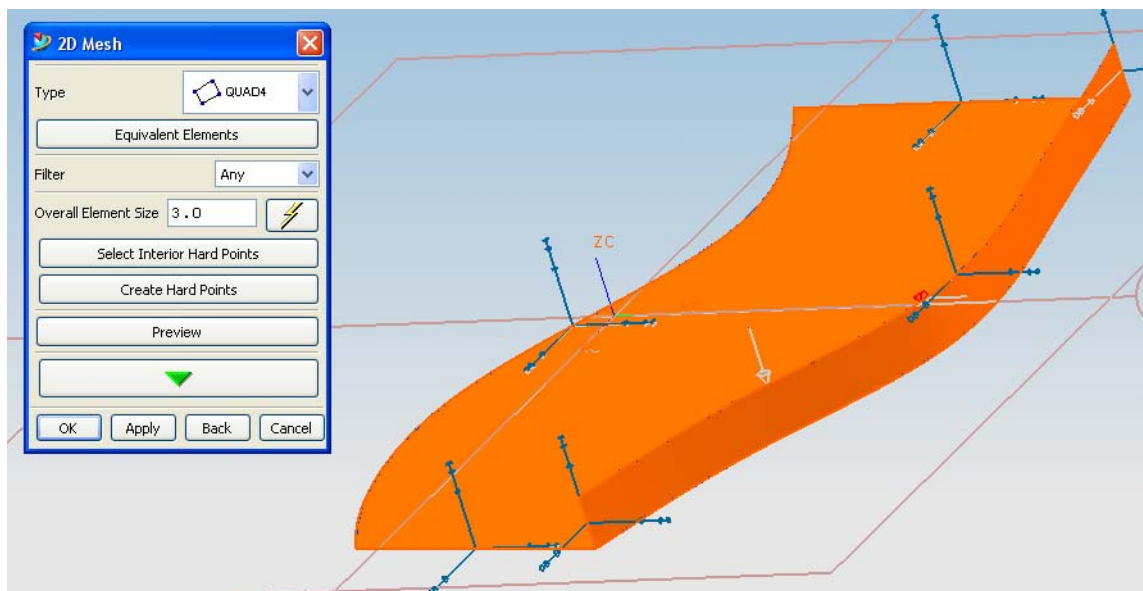 2D Mesh
Type QUAD4
Equivalent Elements
Filter Any
Overall Element Size 3.0
Select Interior Hard Points
Create Hard Points
Preview
OK Apply Back Cancel
ZC